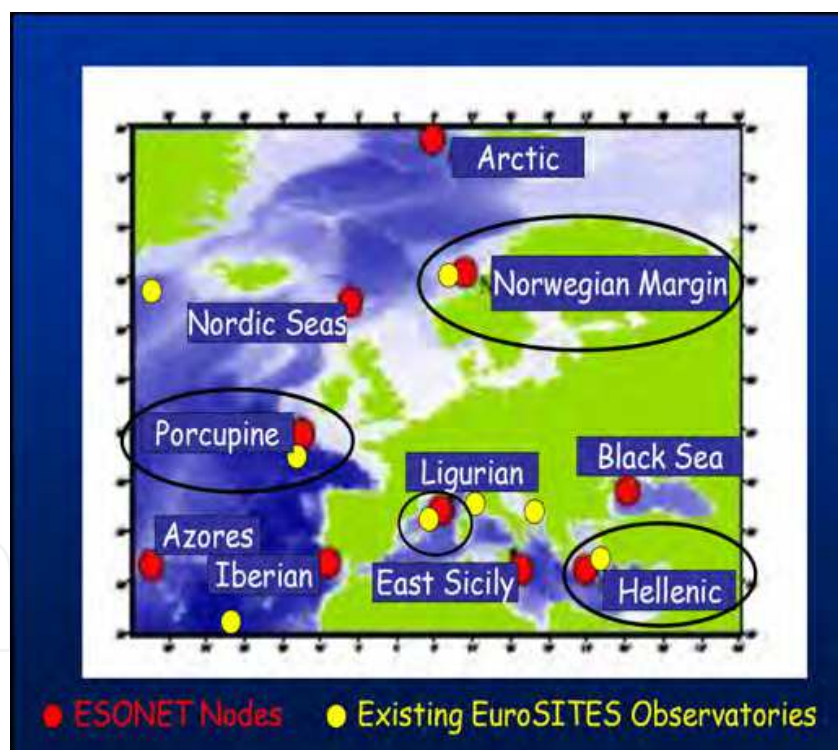 Arctic
Norwegian Margin
Nordic Seas
Porcupine
Ligurian
Black Sea
Azores
Iberian
East Sicily
Hellenic
ESONET Nodes
Existing EuroSITES Observatories